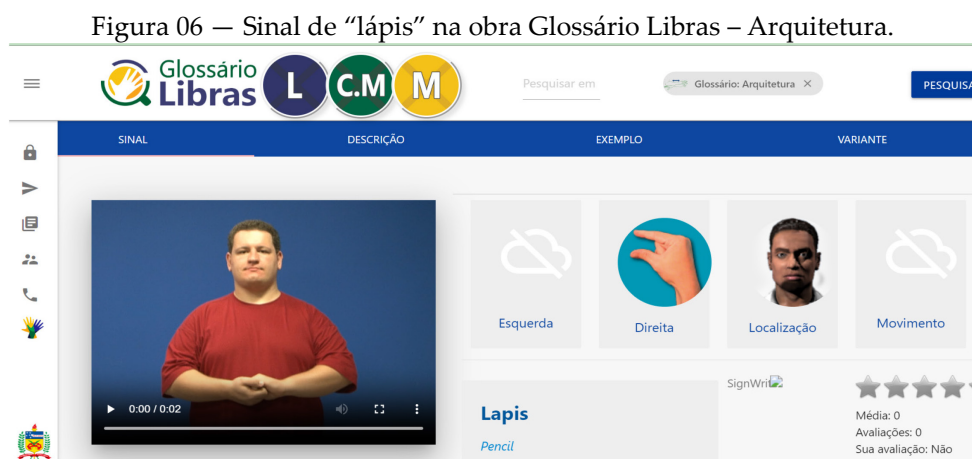 Figura 06 — Sinal de “lápis” na obra Glossário Libras – Arquitetura.
Glossário
Libras
L C.M M
Pesquisar em
Glossário: Arquitetura ×
PESQUISA
SINAL DESCRIÇÃO EXEMPLO VARIANTE
0:00 / 0:02
Esquerda Direita Localização Movimento
Lapis
Pencil
SignWrit
Média: 0
Avaliações: 0
Sua avaliação: Não